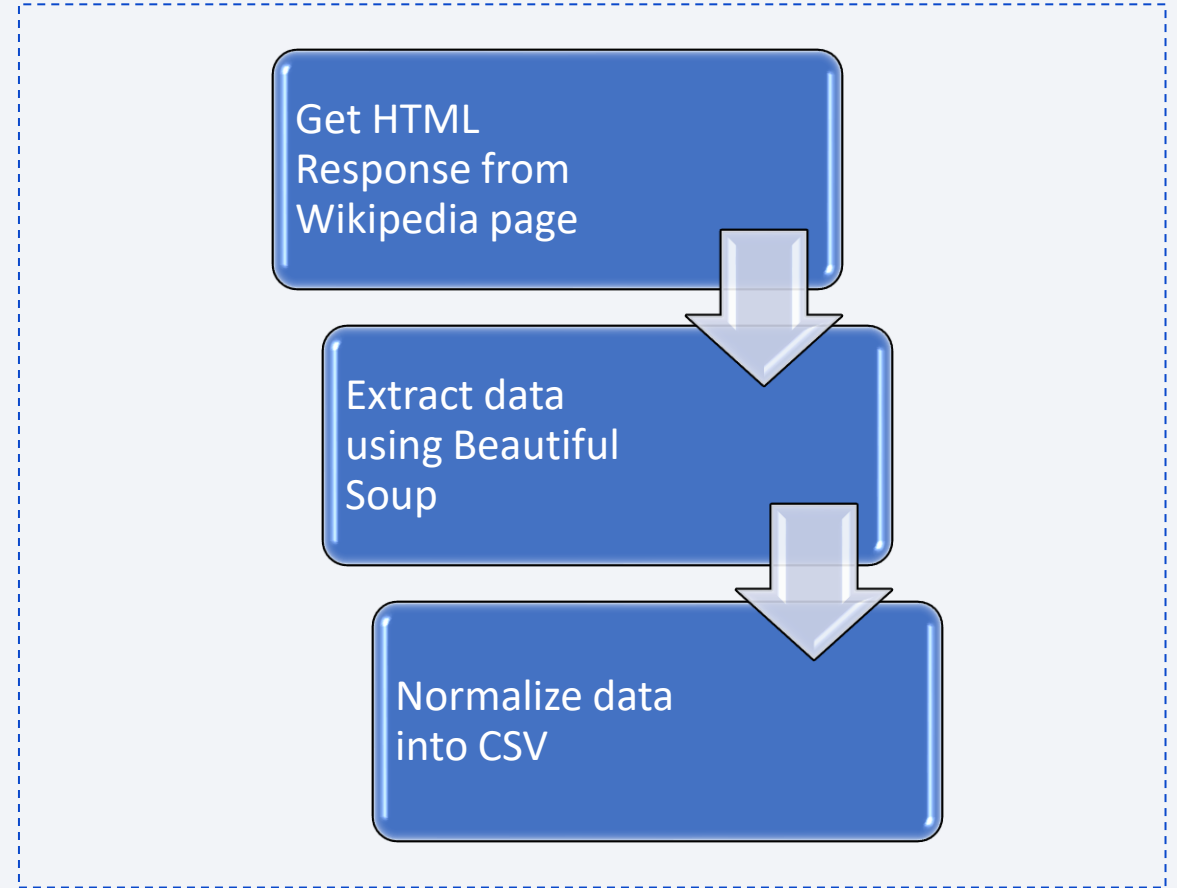 Get HTML
Response from
Wikipedia page
Extract data
using Beautiful
Soup
Normalize data
into CSV